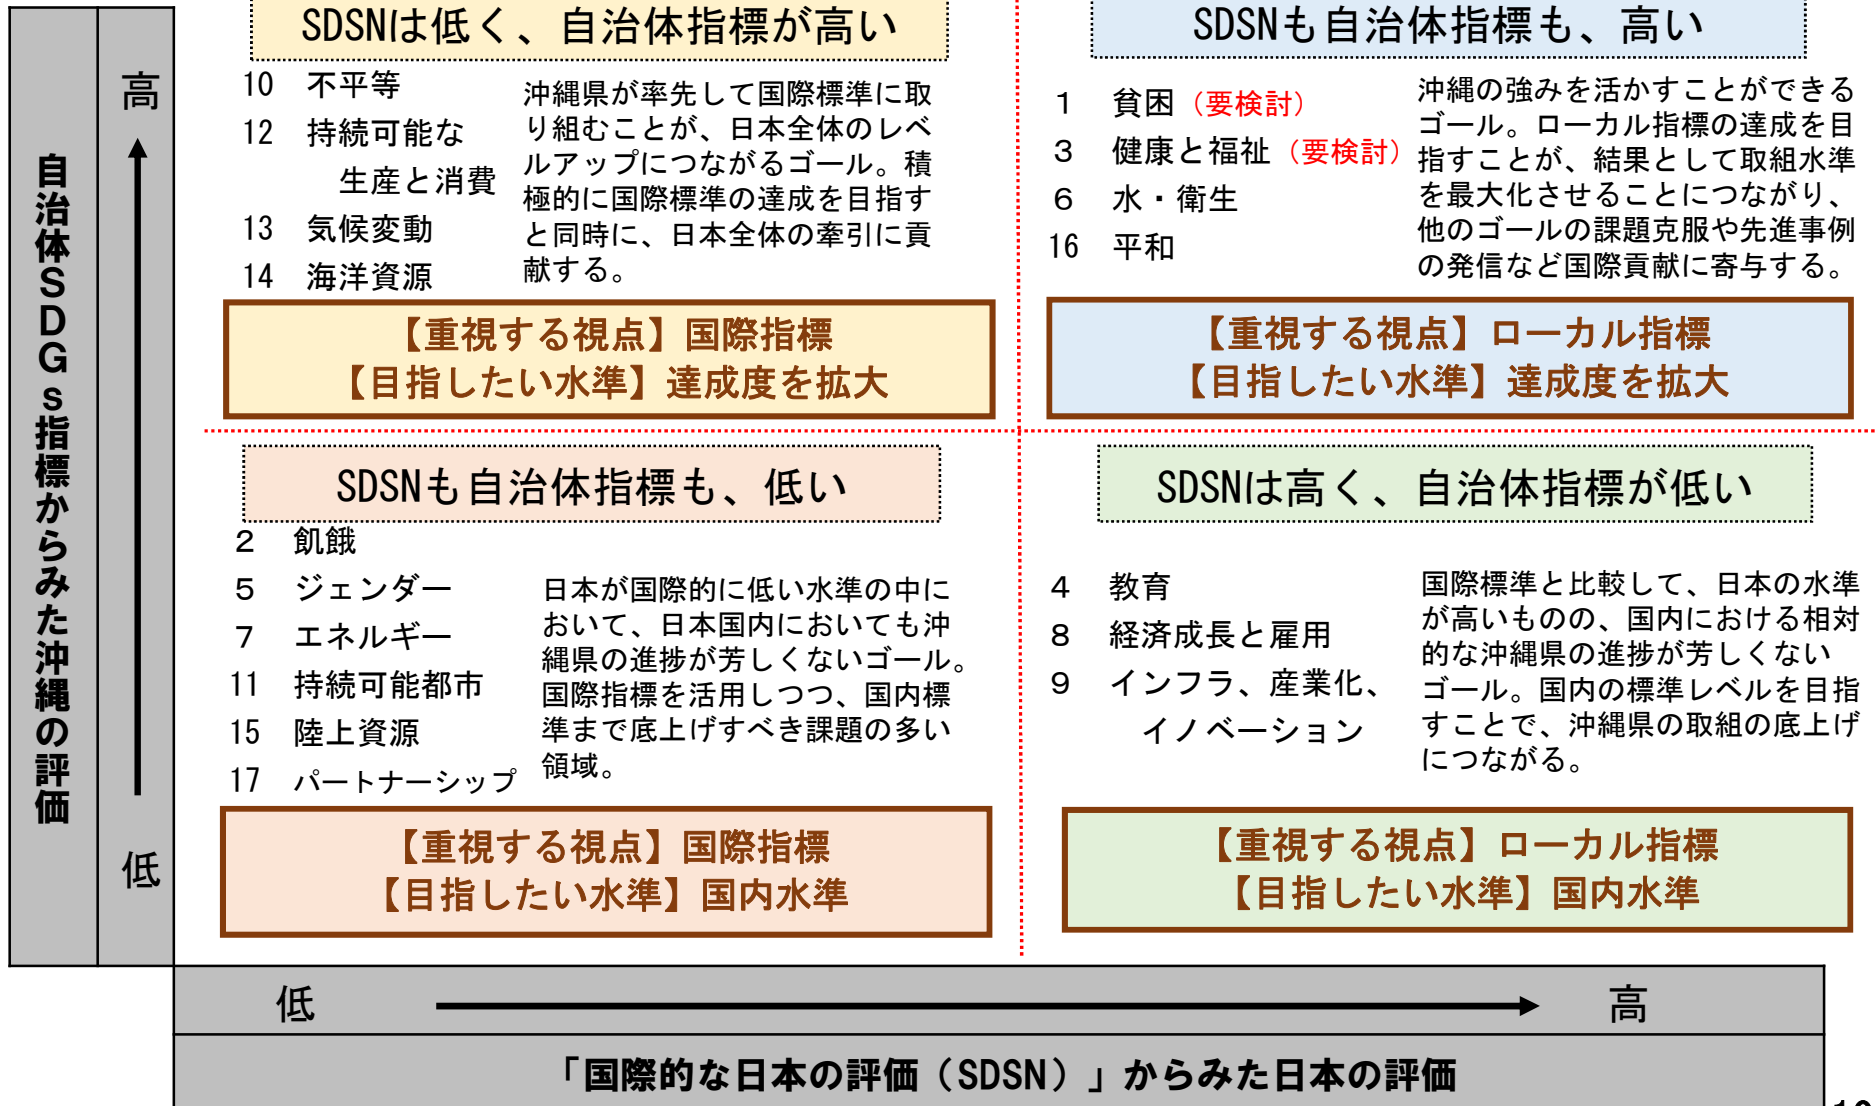 自治体SDGs指標からみた沖縄の評価
高
低
SDSNは低く、自治体指標が高い
10 不平等
12 持続可能な
生産と消費
13 気候変動
14 海洋資源
沖縄県が率先して国際標準に取
り組むことが、日本全体のレベ
ルアップにつながるゴール。積
極的に国際標準の達成を目指す
と同時に、日本全体の牽引に貢
献する。
【重視する視点】国際指標
【目指したい水準】達成度を拡大
SDSNも自治体指標も、高い
1 貧困（要検討）
3 健康と福祉（要検討）
6 水・衛生
16 平和
沖縄の強みを活かすことができる
ゴール。ローカル指標の達成を目
指すことが、結果として取組水準
を最大化させることにつながり、
他のゴールの課題克服や先進事例
の発信など国際貢献に寄与する。
【重視する視点】ローカル指標
【目指したい水準】達成度を拡大
SDSNも自治体指標も、低い
2 飢餓
5 ジェンダー
7 エネルギー
11 持続可能都市
15 陸上資源
17 パートナーシップ
日本が国際的に低い水準の中に
おいて、日本国内においても沖
縄県の進捗が芳しくないゴール。
国際指標を活用しつつ、国内標
準まで底上げすべき課題の多い
領域。
【重視する視点】国際指標
【目指したい水準】国内水準
SDSNは高く、自治体指標が低い
4 教育
8 経済成長と雇用
9 インフラ、産業化、
イノベーション
国際標準と比較して、日本の水準
が高いものの、国内における相対
的な沖縄県の進捗が芳しくない
ゴール。国内の標準レベルを目指
すことで、沖縄県の取組の底上げ
につながる。
【重視する視点】ローカル指標
【目指したい水準】国内水準
低
高
「国際的な日本の評価（SDSN）」からみた日本の評価